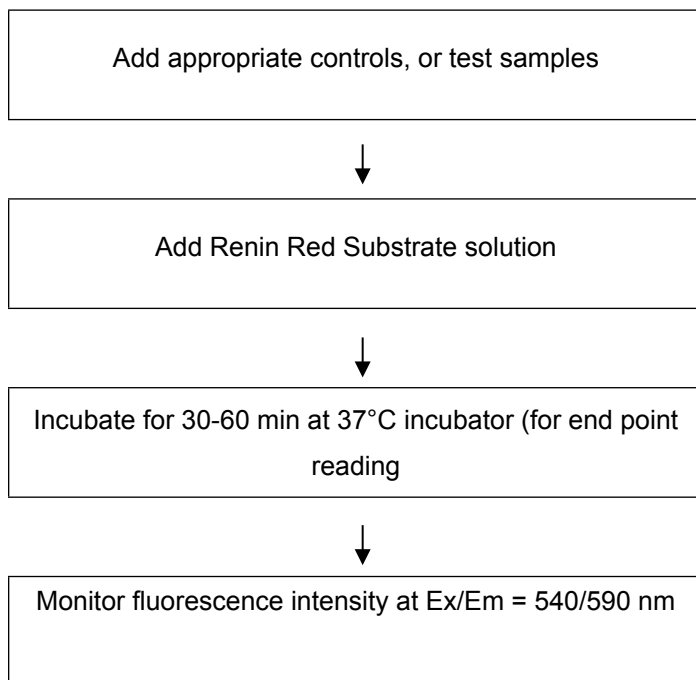 Add appropriate controls, or test samples
Add Renin Red Substrate solution
Incubate for 30-60 min at 37°C incubator (for end point
reading
Monitor fluorescence intensity at Ex/Em = 540/590 nm